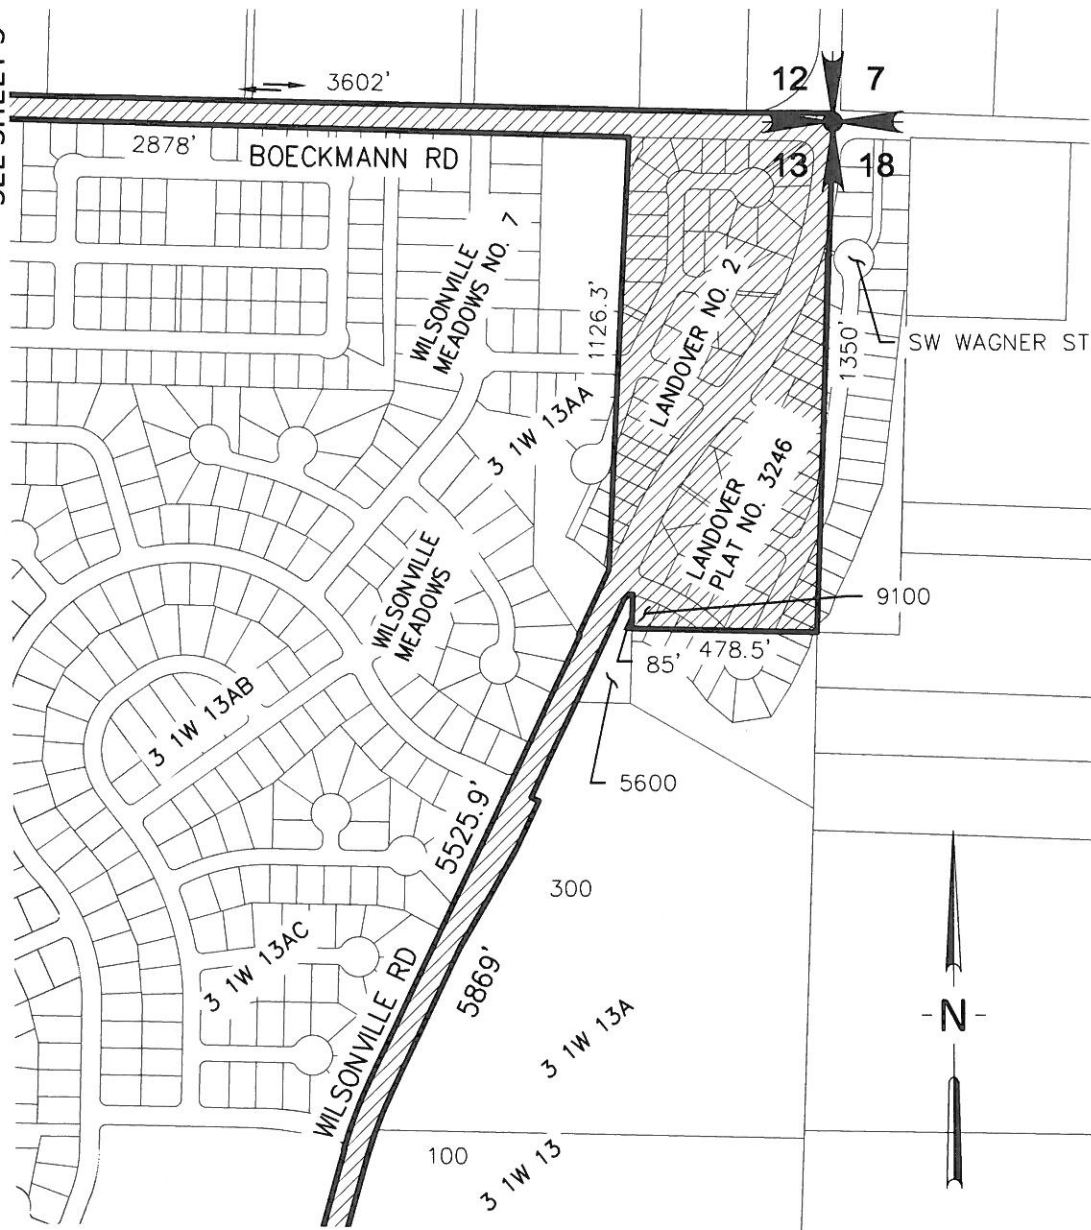 SEE SHEET
3602'
12
7
2878'
BOECKMANN RD
13
18
WILSONVILLE
MEADOWS NO. 7
1126.3'
LANDOVER NO. 2
1350'
SW WAGNER ST
3 1W 13AA
LANDOVER
PLAT NO. 3246
WILSONVILLE
MEADOWS
9100
85'
478.5'
3 1W 13AB
5600
5525.9'
300
3 1W 13AC
WILSONVILLE RD
5869'
3 1W 13A
-N-
100
3 1W 13